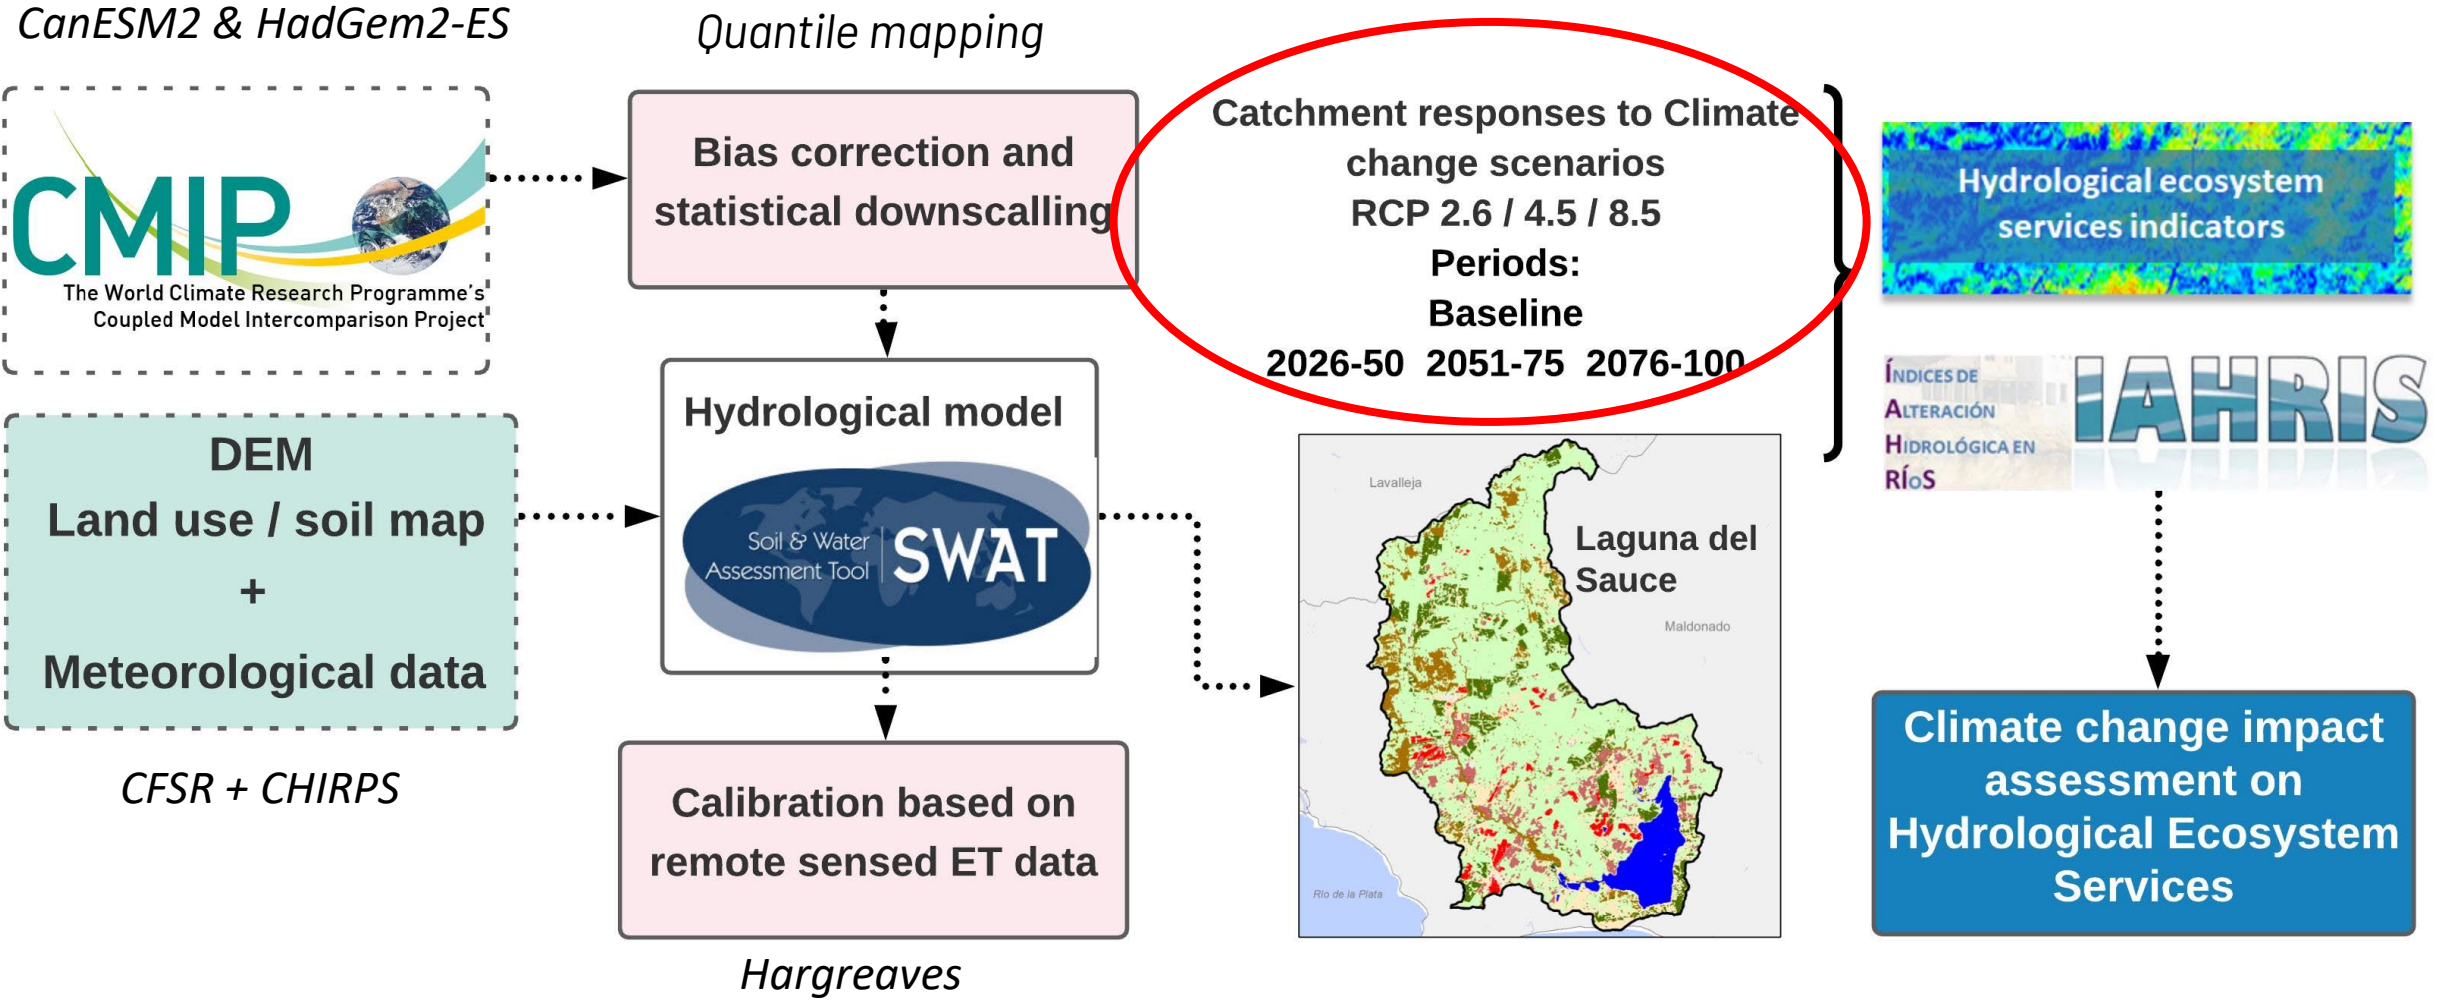 CanESM2 & HadGem2-ES
CMIP
The World Climate Research Programme's
Coupled Model Intercomparison Project
DEM
Land use / soil map
+
Meteorological data
CFSR + CHIRPS
Quantile mapping
Bias correction and
statistical downscalling
Hydrological model
Soil & Water
Assessment Tool
SWAT
Calibration based on
remote sensed ET data
Hargreaves
Catchment responses to Climate
change scenarios
RCP 2.6 / 4.5 / 8.5
Periods:
Baseline
2026-50 2051-75 2076-100
Lavalleja
Laguna del
Sauce
Maldonado
Río de la Plata
Hydrological ecosystem
services indicators
ÍNDICES DE
ALTERACIÓN
HIDROLÓGICA EN
RÍoS
IAHRIS
Climate change impact
assessment on
Hydrological Ecosystem
Services